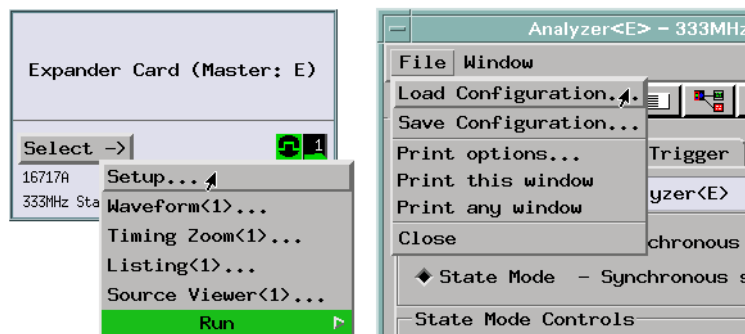 Expander Card (Master: E)
Select ->
1
16717A
333MHz Sta
Setup...
Waveform<1>...
Timing Zoom<1>...
Listing<1>...
Source Viewer<1>...
Run
Analyzer<E> - 333MHz
File Window
Load Configuration...
Save Configuration...
Print options...
Print this window
Print any window
Close
Trigger
yzer<E>
chronous
State Mode - Synchronous s
State Mode Controls